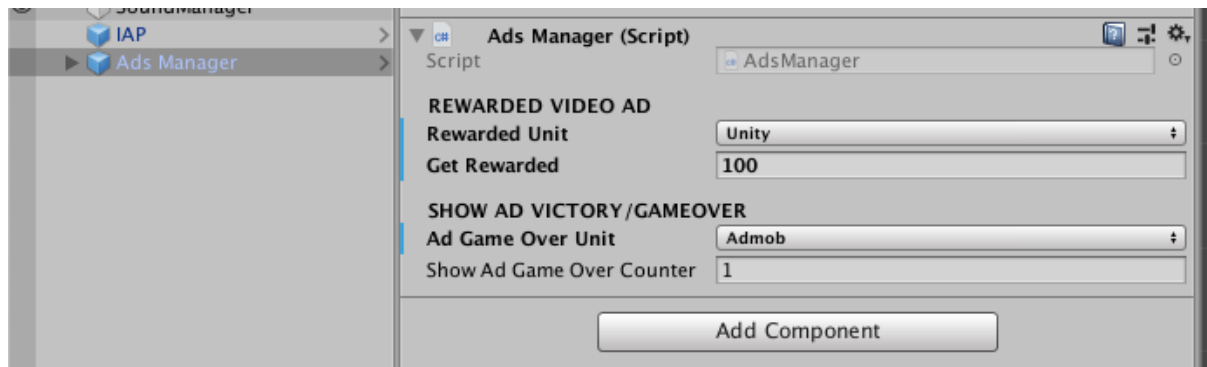 SoundManager
IAP
Ads Manager
Ads Manager (Script)
Script AdsManager
REWARDED VIDEO AD
Rewarded Unit Unity
Get Rewarded 100
SHOW AD VICTORY/GAMEOVER
Ad Game Over Unit Admob
Show Ad Game Over Counter 1
Add Component